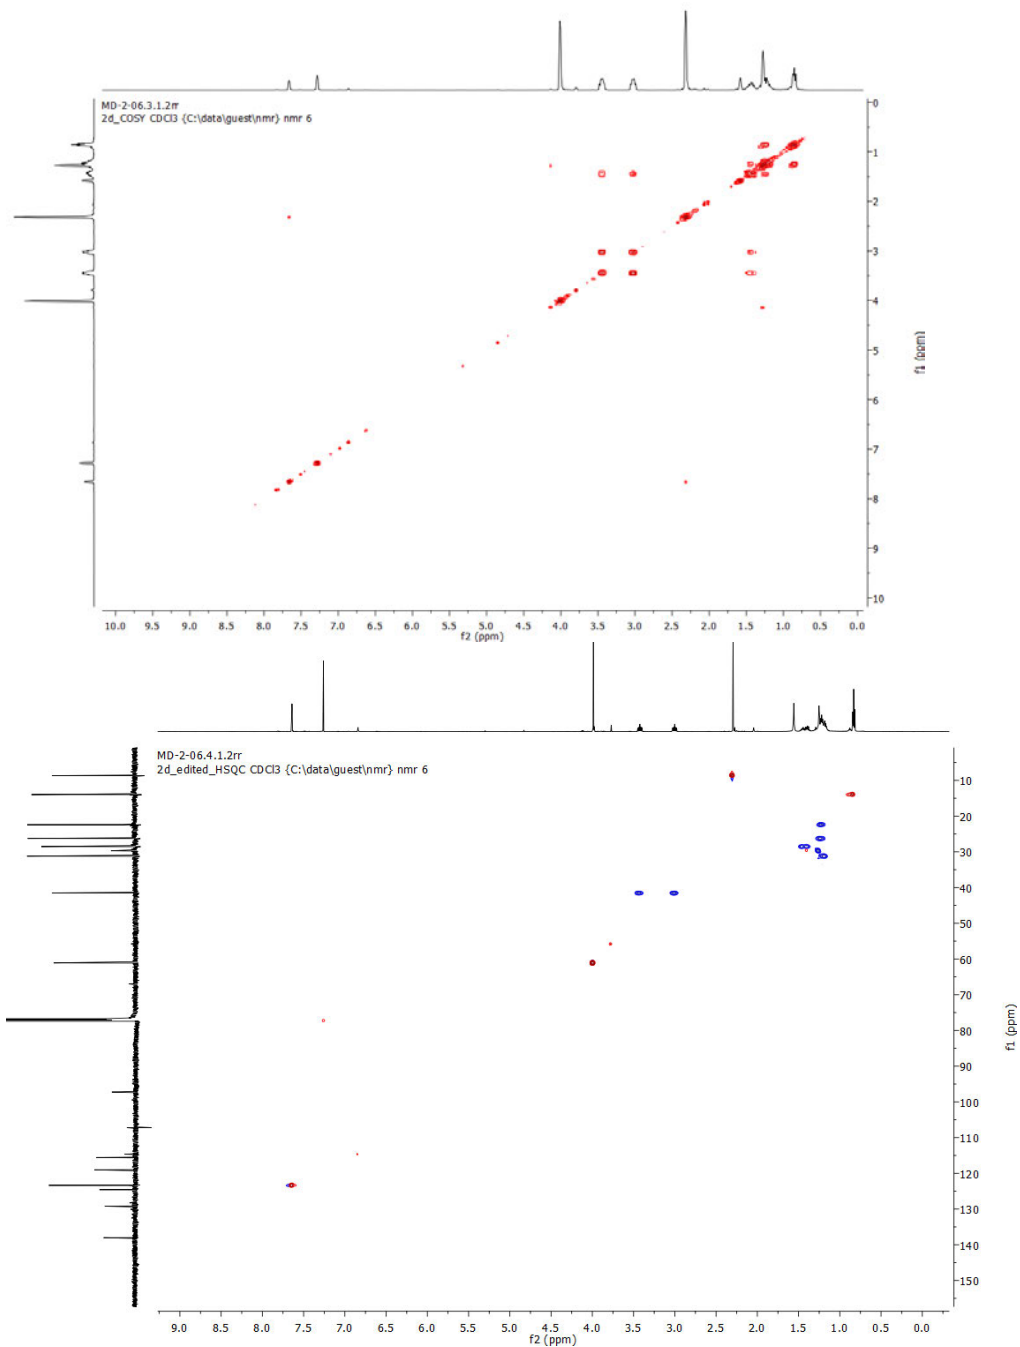 MD-2-06.3.1.2rr
2d_COSY CDCl3 {C:\data\guest\nmr} nmr 6
0
1
2
3
4
5
6
7
8
9
10
f1 (ppm)
10.0 9.5 9.0 8.5 8.0 7.5 7.0 6.5 6.0 5.5 5.0 4.5 4.0 3.5 3.0 2.5 2.0 1.5 1.0 0.5 0.0
f2 (ppm)
MD-2-06.4.1.2rr
2d_edited_HSQC CDCl3 {C:\data\guest\nmr} nmr 6
10
20
30
40
50
60
70
80
90
100
110
120
130
140
150
f1 (ppm)
9.0 8.5 8.0 7.5 7.0 6.5 6.0 5.5 5.0 4.5 4.0 3.5 3.0 2.5 2.0 1.5 1.0 0.5 0.0
f2 (ppm)